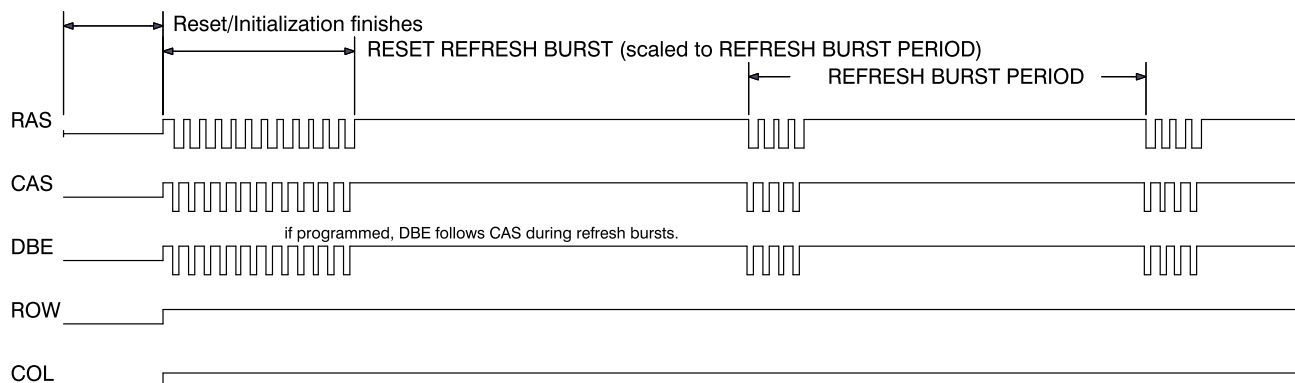 Reset/Initialization finishes
RESET REFRESH BURST (scaled to REFRESH BURST PERIOD)
REFRESH BURST PERIOD
RAS
CAS
if programmed, DBE follows CAS during refresh bursts.
DBE
ROW
COL